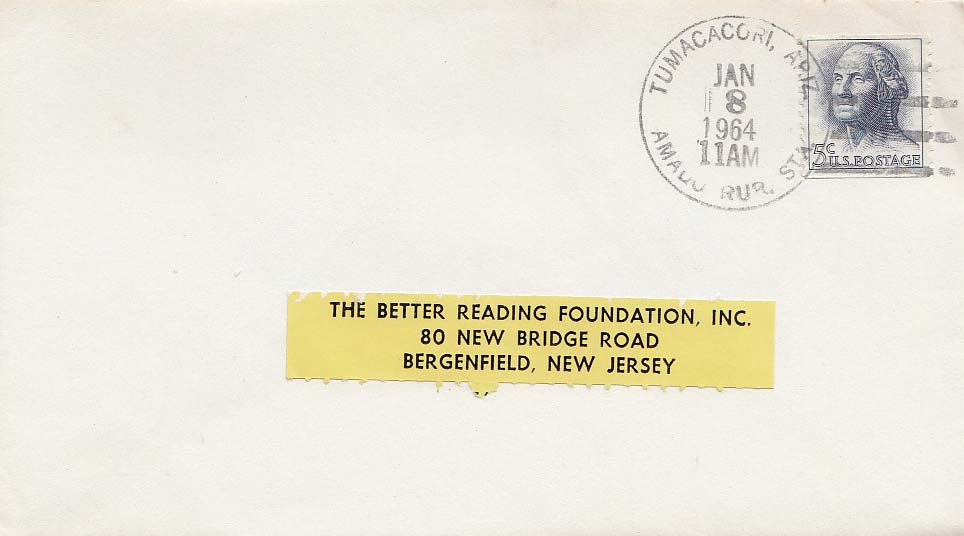 TUMACACORI, ARIZ.
JAN
8
1964
11AM
AMADO RUR. STA.
5c U.S. POSTAGE
THE BETTER READING FOUNDATION, INC.
80 NEW BRIDGE ROAD
BERGENFIELD, NEW JERSEY